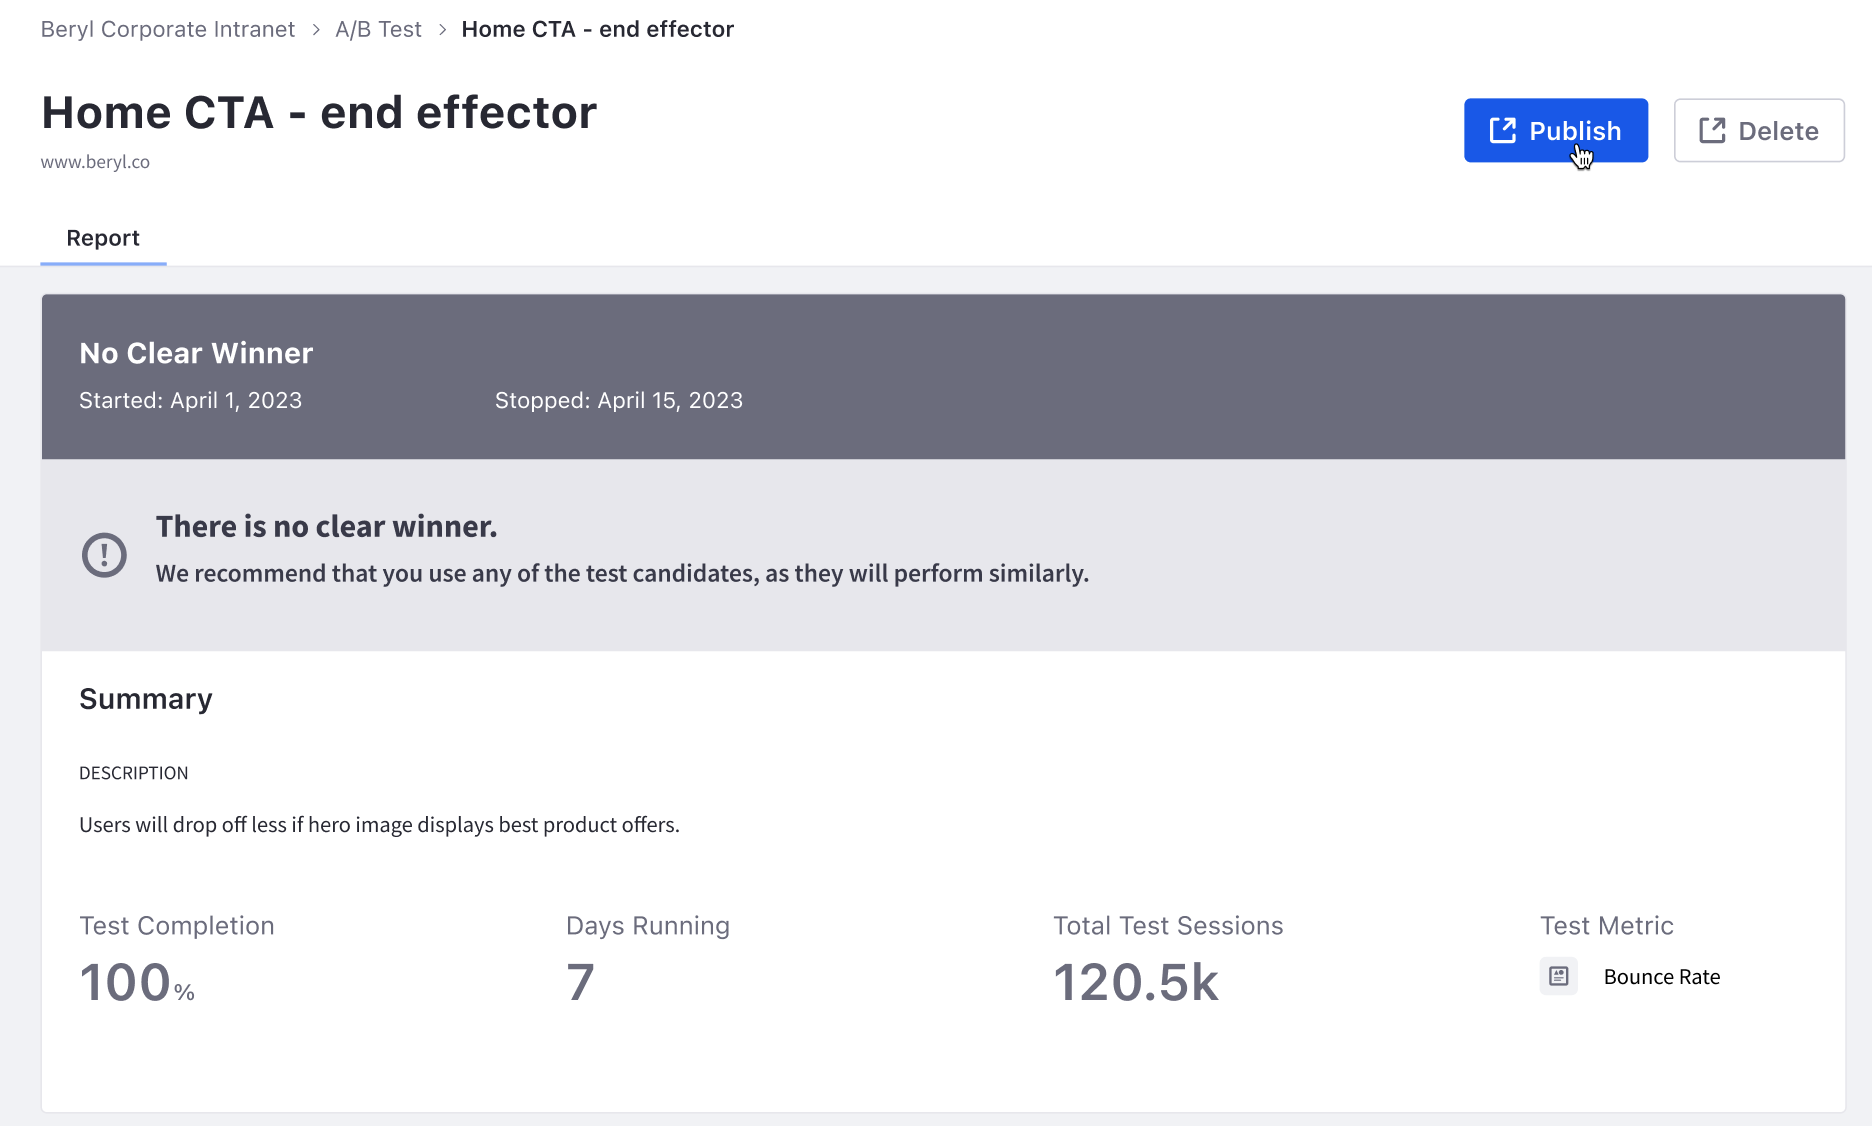 Beryl Corporate Intranet > A/B Test > Home CTA - end effector
Home CTA - end effector
www.beryl.co
Publish
Delete
Report
No Clear Winner
Started: April 1, 2023 Stopped: April 15, 2023
There is no clear winner.
We recommend that you use any of the test candidates, as they will perform similarly.
Summary
DESCRIPTION
Users will drop off less if hero image displays best product offers.
Test Completion Days Running Total Test Sessions Test Metric
100% 7 120.5k Bounce Rate